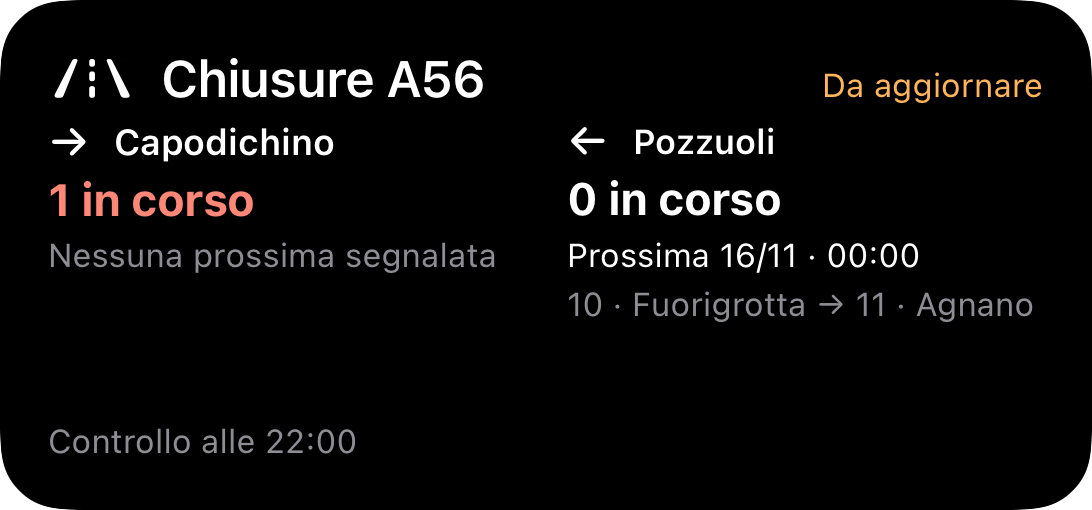 Chiusure A56
Da aggiornare
→ Capodichino
1 in corso
Nessuna prossima segnalata
← Pozzuoli
0 in corso
Prossima 16/11 · 00:00
10 · Fuorigrotta → 11 · Agnano
Controllo alle 22:00